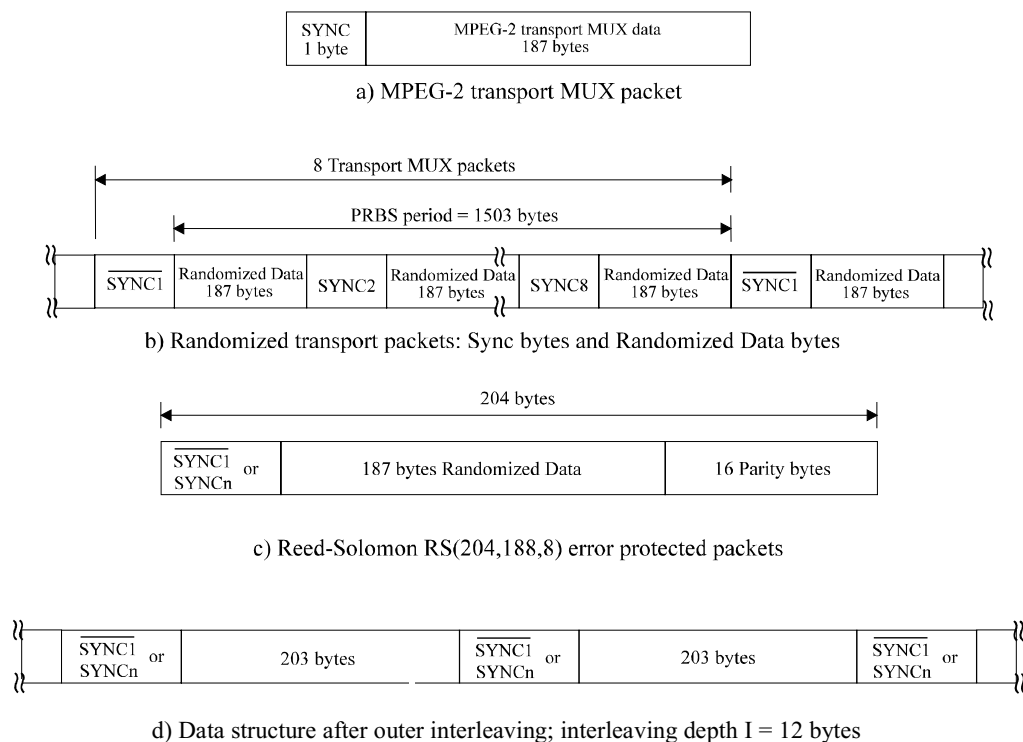 SYNC
1 byte
MPEG-2 transport MUX data
187 bytes
a) MPEG-2 transport MUX packet
8 Transport MUX packets
PRBS period = 1503 bytes
SYNC1
Randomized Data
187 bytes
SYNC2
Randomized Data
187 bytes
SYNC8
Randomized Data
187 bytes
SYNC1
Randomized Data
187 bytes
b) Randomized transport packets: Sync bytes and Randomized Data bytes
204 bytes
SYNC1 or
SYNCn
187 bytes Randomized Data
16 Parity bytes
c) Reed-Solomon RS(204,188,8) error protected packets
SYNC1 or
SYNCn
203 bytes
SYNC1 or
SYNCn
203 bytes
SYNC1 or
SYNCn
d) Data structure after outer interleaving; interleaving depth I = 12 bytes